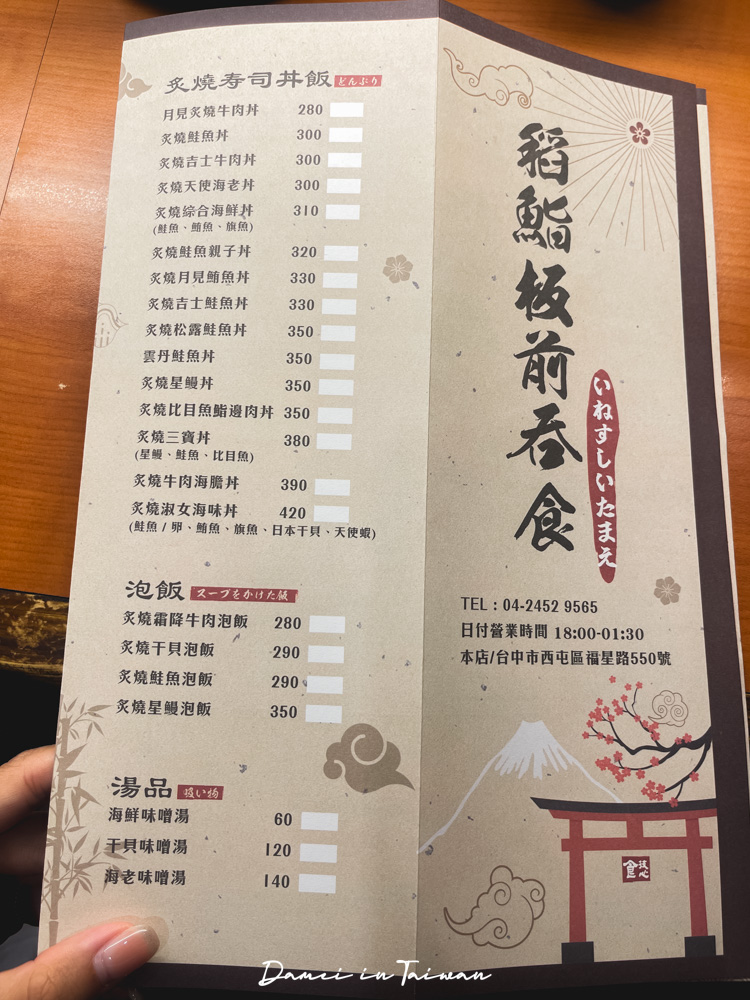 炙燒寿司丼飯 どんぶり
月見炙燒牛肉丼 280
炙燒鮭魚丼 300
炙燒吉士牛肉丼 300
炙燒天使海老丼 300
炙燒綜合海鮮丼 310
(鮭魚、鮪魚、旗魚)
炙燒鮭魚親子丼 320
炙燒月見鮪魚丼 330
炙燒吉士鮭魚丼 330
炙燒松露鮭魚丼 350
雲丹鮭魚丼 350
炙燒星鰻丼 350
炙燒比目魚鮨邊肉丼 350
炙燒三寶丼 380
(星鰻、鮭魚、比目魚)
炙燒牛肉海膽丼 390
炙燒淑女海味丼 420
(鮭魚 / 卵、鮪魚、旗魚、日本干貝、天使蝦)
泡飯 スープをかけた飯
炙燒霜降牛肉泡飯 280
炙燒干貝泡飯 290
炙燒鮭魚泡飯 290
炙燒星鰻泡飯 350
湯品 吸い物
海鮮味噌湯 60
干貝味噌湯 120
海老味噌湯 140
稻鮨板前吞食
いねすしいたまえ
TEL : 04-2452 9565
日付營業時間 18:00-01:30
本店/台中市西屯區福星路550號
食技心
Damei in Taiwan